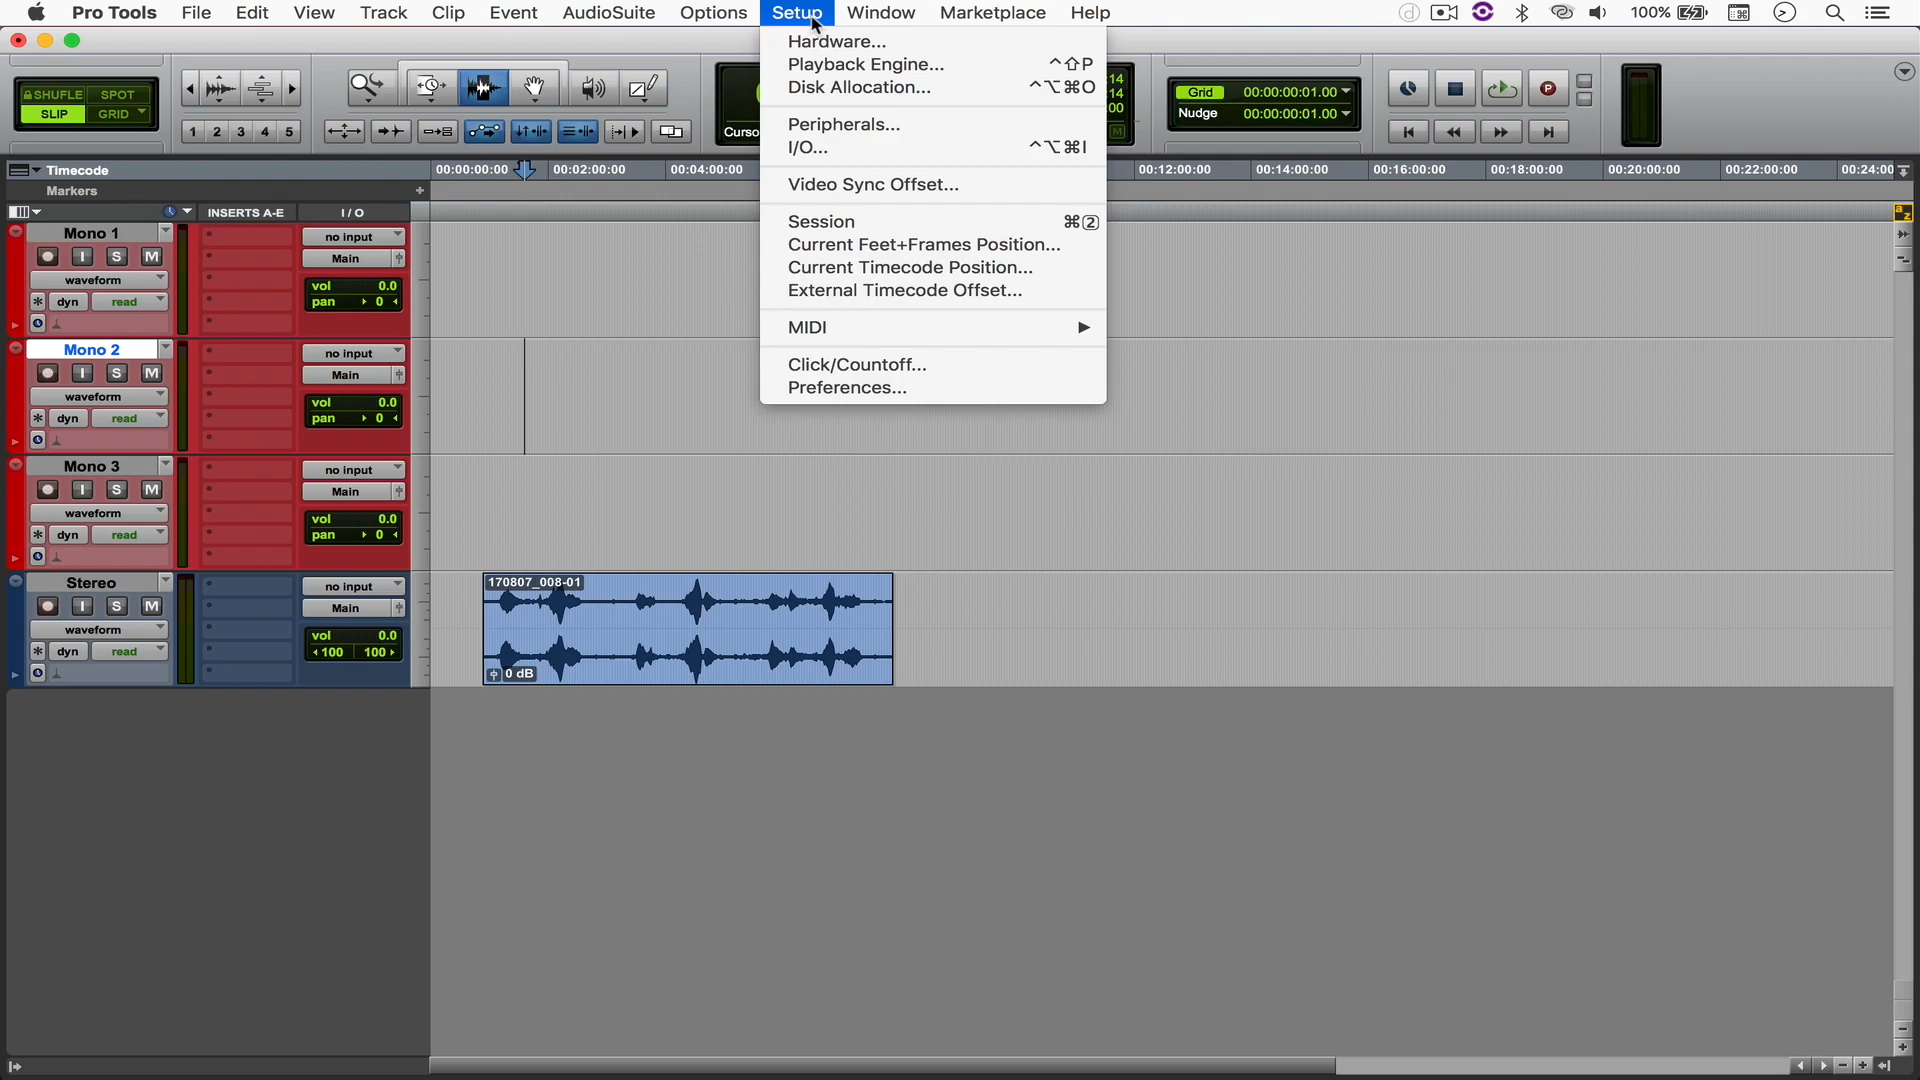 Pro Tools File Edit View Track Clip Event AudioSuite Options Setup Window Marketplace Help 100%
Hardware...
Playback Engine... ^⇧P
Disk Allocation... ^⌥⌘O
Peripherals...
I/O... ^⌥⌘I
Video Sync Offset...
Session ⌘2
Current Feet+Frames Position...
Current Timecode Position...
External Timecode Offset...
MIDI ▶
Click/Countoff...
Preferences...
SHUFFLE SPOT
SLIP GRID
1 2 3 4 5
Grid 00:00:00:01.00
Nudge 00:00:00:01.00
Timecode 00:00:00:00 00:02:00:00 00:04:00:00 00:12:00:00 00:14:00:00 00:16:00:00 00:18:00:00 00:20:00:00 00:22:00:00 00:24:00
Markers +
INSERTS A-E I / O
Mono 1 no input
I S M Main
waveform vol 0.0
dyn read pan 0
Mono 2 no input
I S M Main
waveform vol 0.0
dyn read pan 0
Mono 3 no input
I S M Main
waveform vol 0.0
dyn read pan 0
Stereo no input
I S M Main
waveform vol 0.0
dyn read 100 100
170807_008-01
0 dB